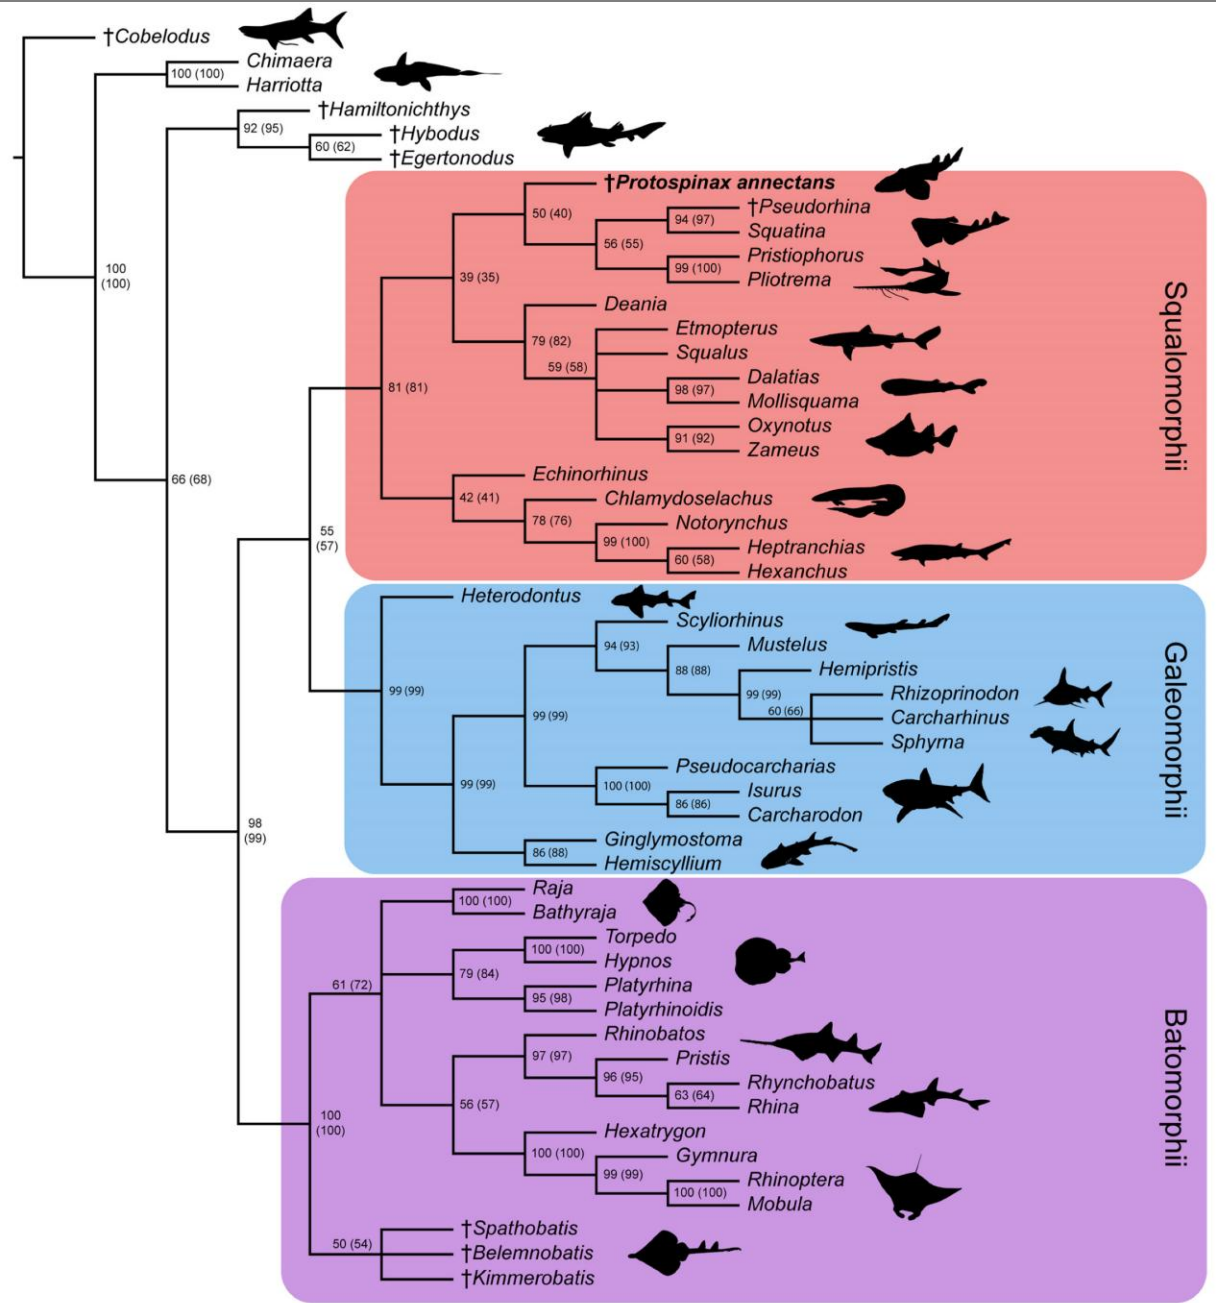 †Cobelodus
Chimaera
100 (100)
Harriotta
†Hamiltonichthys
92 (95)
†Hybodus
60 (62)
†Egertonodus
†Protospinax annectans
50 (40)
†Pseudorhina
94 (97)
Squatina
56 (55)
Pristiophorus
99 (100)
Pliotrema
100
(100)
39 (35)
Deania
Etmopterus
79 (82)
Squalus
59 (58)
Dalatias
98 (97)
Mollisquama
81 (81)
Oxynotus
91 (92)
Zameus
Squalomorphii
66 (68)
Echinorhinus
42 (41)
Chlamydoselachus
78 (76)
Notorynchus
55
(57)
99 (100)
Heptranchias
60 (58)
Hexanchus
Heterodontus
Scyliorhinus
94 (93)
Mustelus
88 (88)
Hemipristis
99 (99)
99 (99)
Rhizoprinodon
60 (66)
Carcharhinus
99 (99)
Sphyrna
Galeomorphii
Pseudocarcharias
99 (99)
100 (100)
Isurus
86 (86)
Carcharodon
98
(99)
Ginglymostoma
86 (88)
Hemiscyllium
Raja
100 (100)
Bathyraja
Torpedo
100 (100)
Hypnos
79 (84)
61 (72)
Platyrhina
95 (98)
Platyrhinoidis
Rhinobatos
97 (97)
Pristis
96 (95)
Rhynchobatus
63 (64)
Rhina
56 (57)
100
(100)
Batomorphii
Hexatrygon
100 (100)
Gymnura
99 (99)
Rhinoptera
100 (100)
Mobula
†Spathobatis
50 (54)
†Belemnobatis
†Kimmerobatis